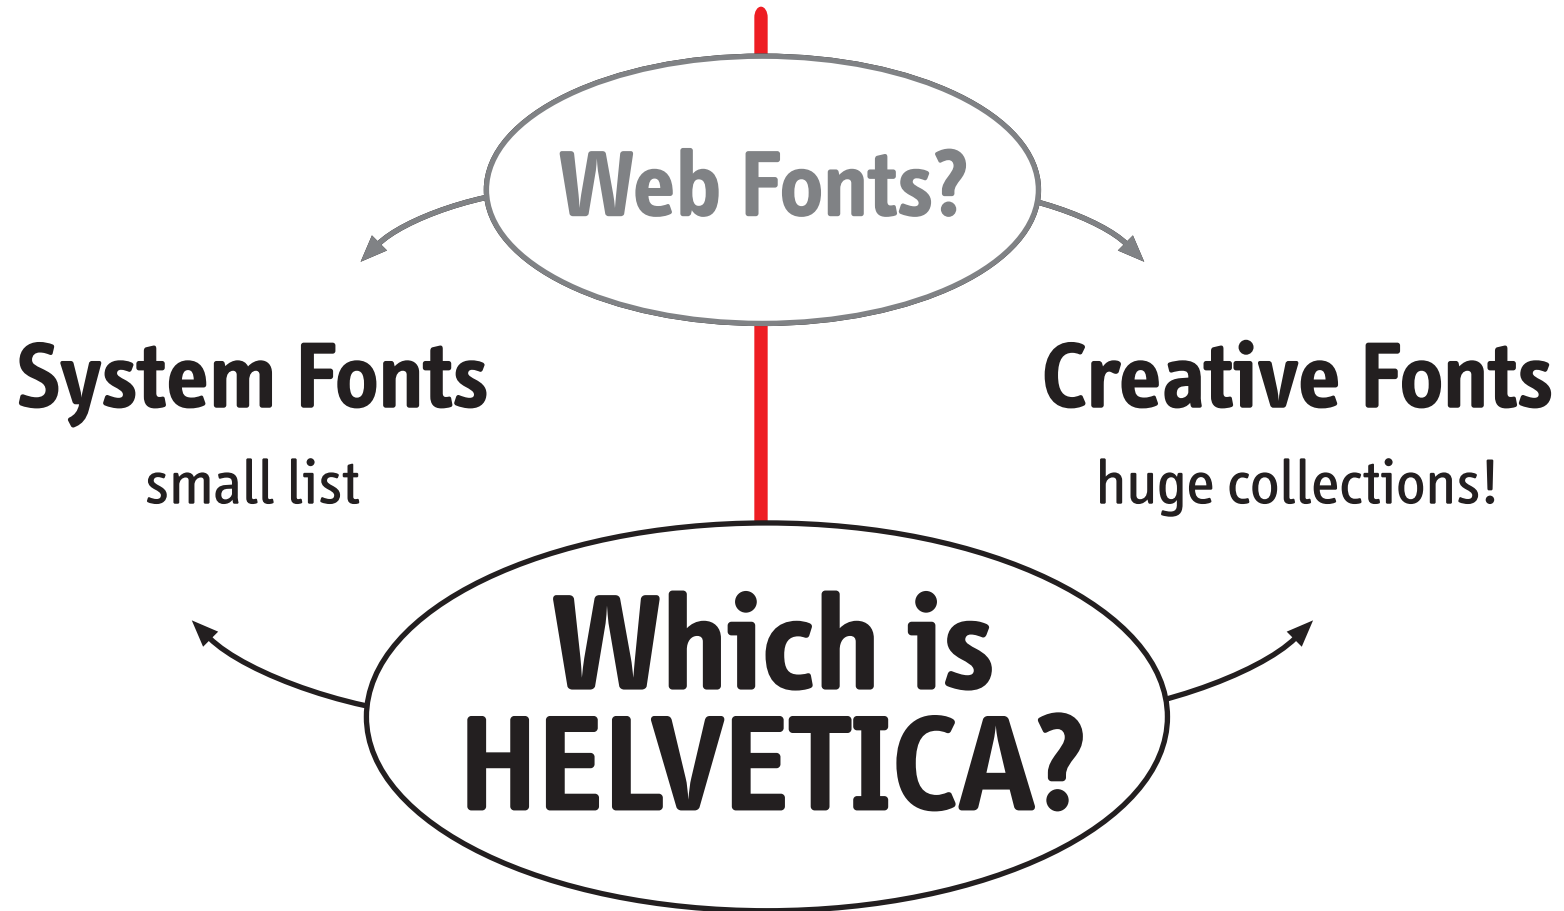 Web Fonts?
System Fonts
small list
Creative Fonts
huge collections!
Which is
HELVETICA?